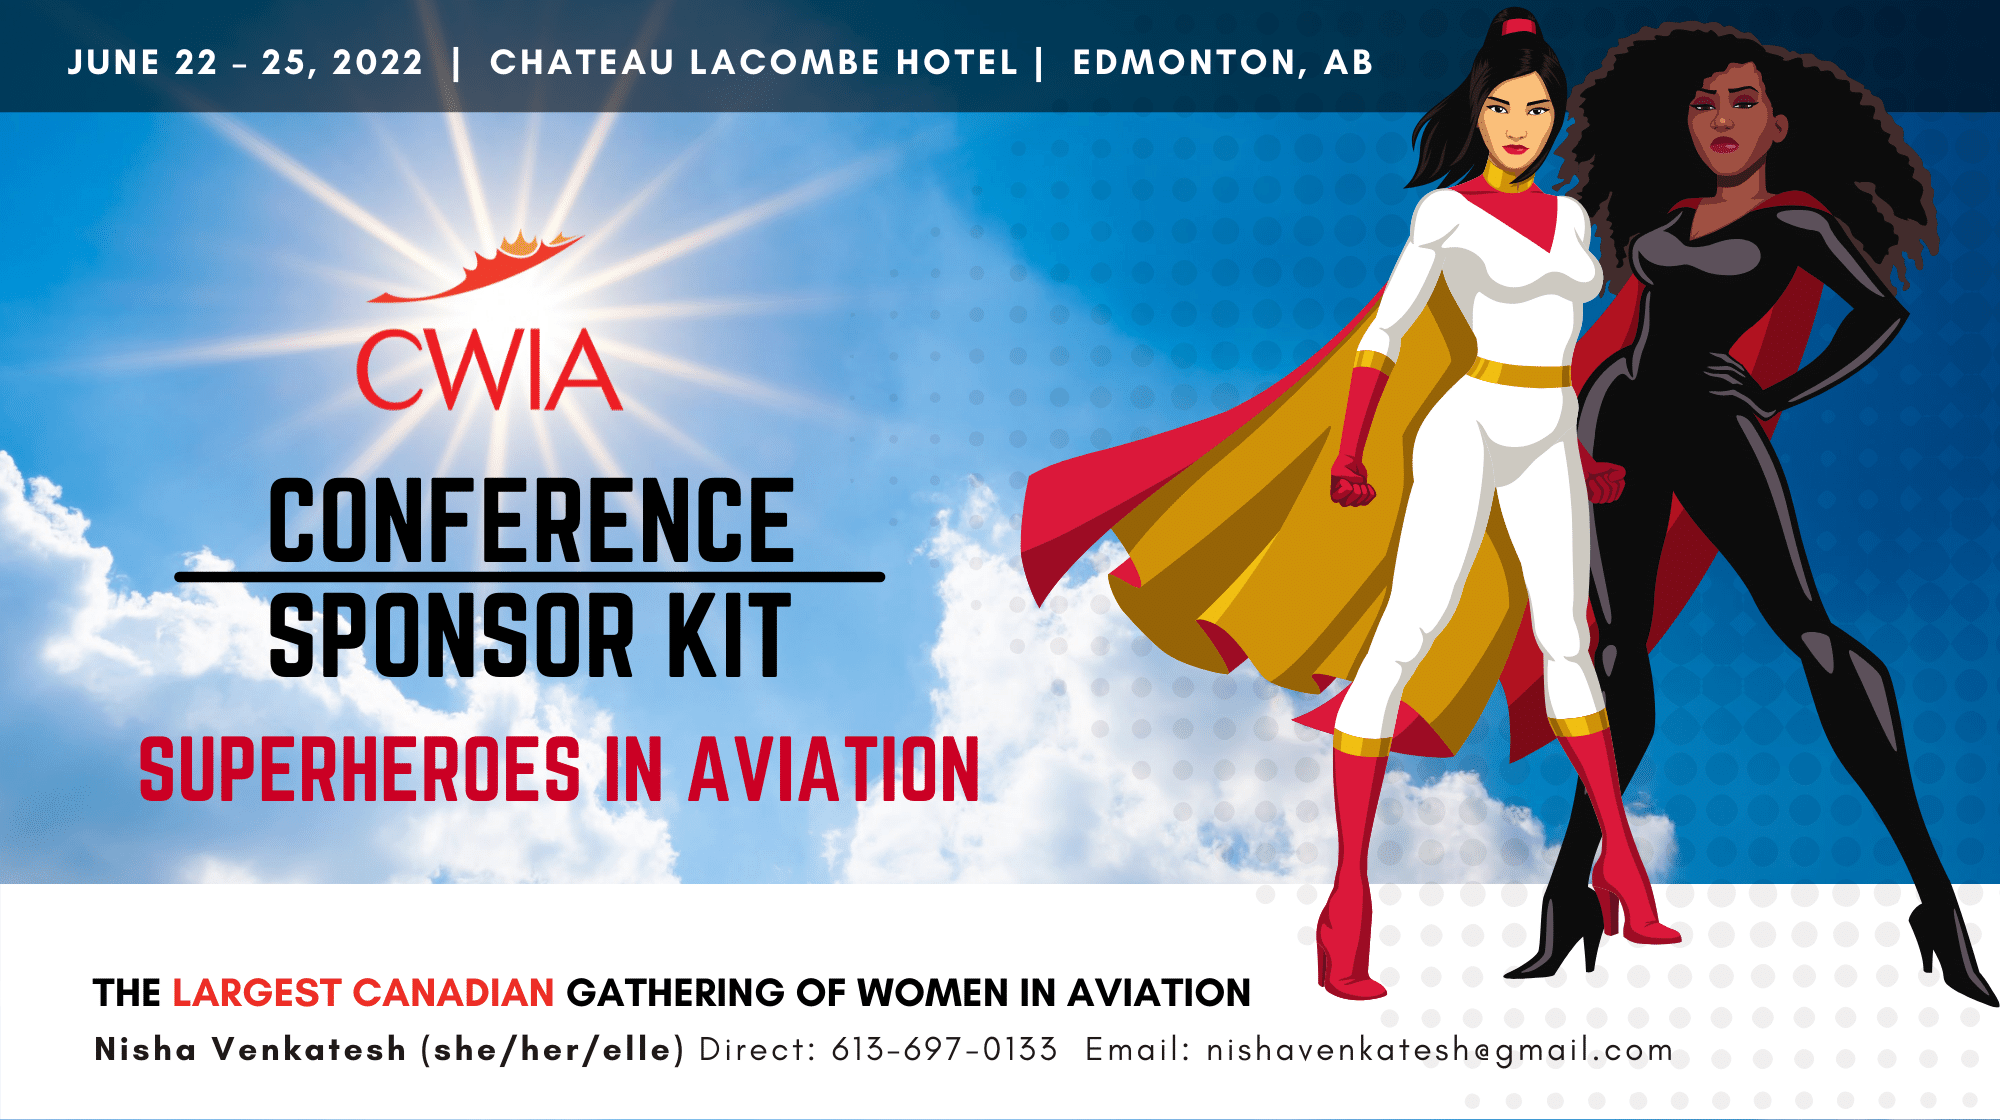 JUNE 22 – 25, 2022 | CHATEAU LACOMBE HOTEL | EDMONTON, AB
CWIA
CONFERENCE
SPONSOR KIT
SUPERHEROES IN AVIATION
THE LARGEST CANADIAN GATHERING OF WOMEN IN AVIATION
Nisha Venkatesh (she/her/elle) Direct: 613-697-0133 Email: nishavenkatesh@gmail.com